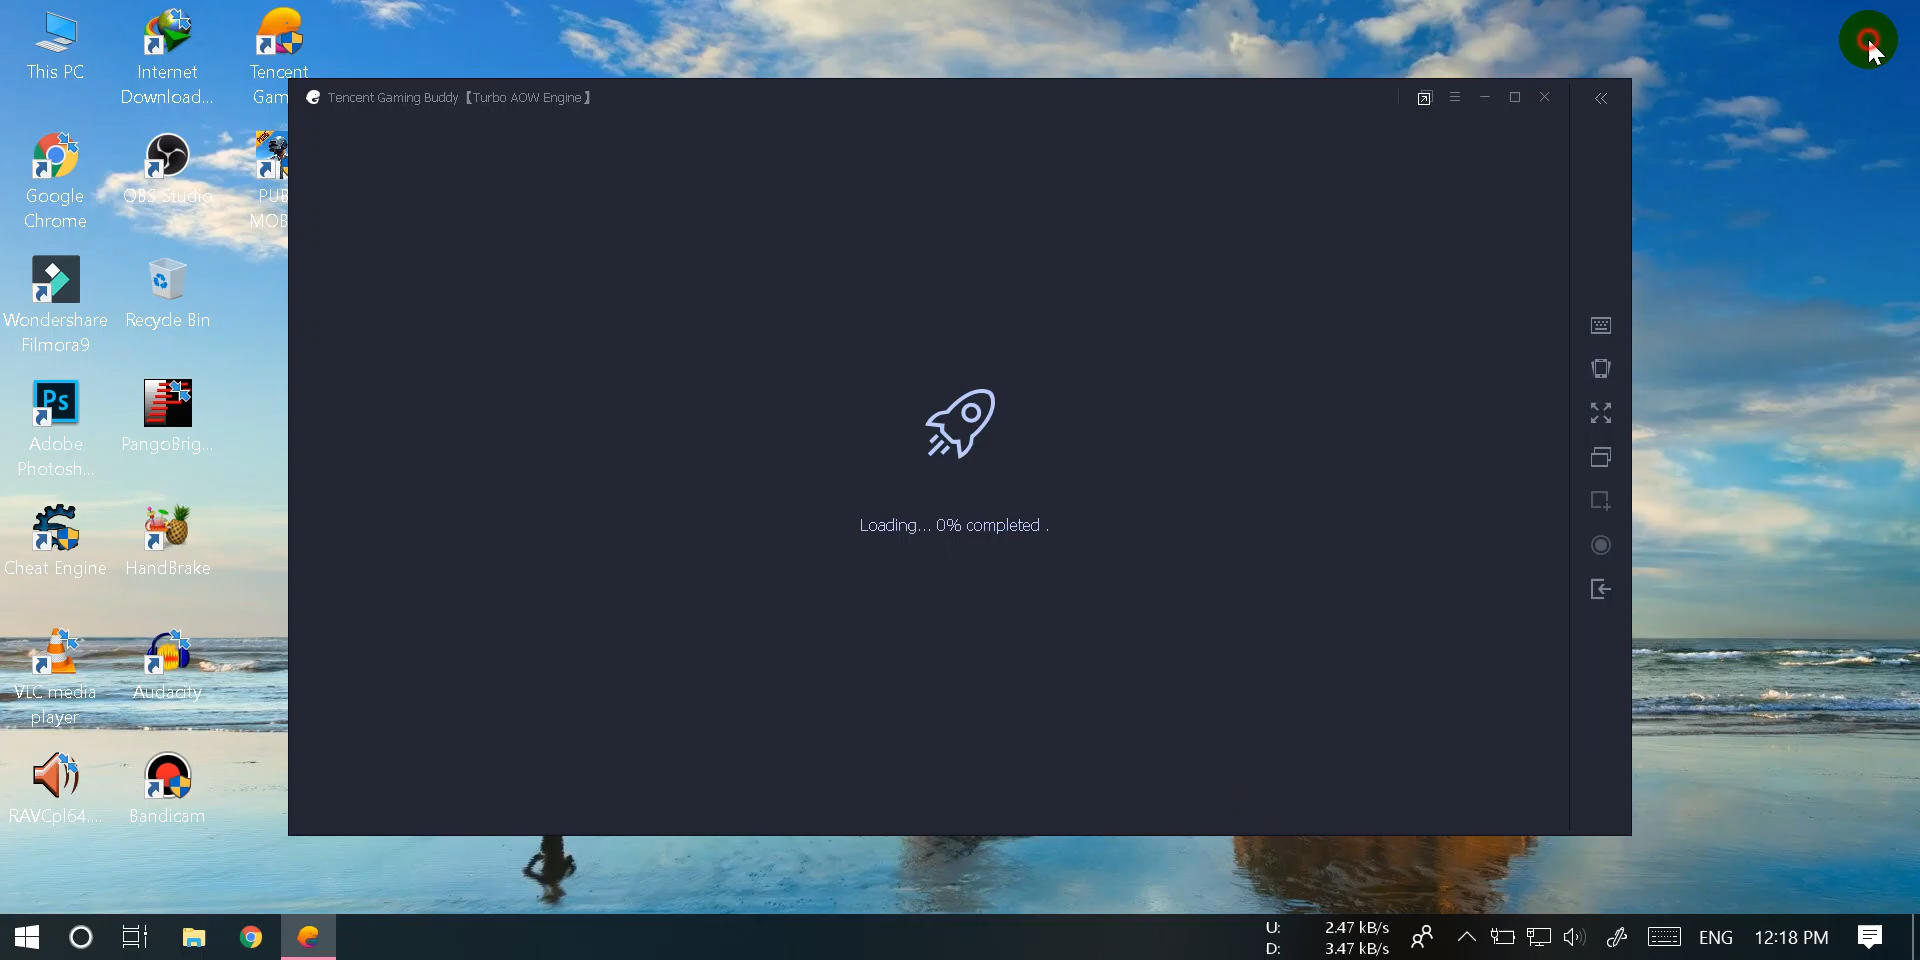 This PC
Internet
Download...
Tencent
Gam
Google
Chrome
OBS Studio
PUB
MOB
Wondershare
Filmora9
Recycle Bin
Ps
Adobe
Photosh...
PangoBrig...
Cheat Engine
HandBrake
VLC media
player
Audacity
RAVCpl64....
Bandicam
Tencent Gaming Buddy【Turbo AOW Engine】
Loading... 0% completed .
U: 2.47 kB/s
D: 3.47 kB/s
ENG
12:18 PM